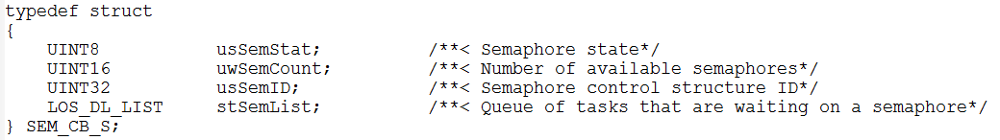 typedef struct
{
    UINT8            usSemStat;           /**< Semaphore state*/
    UINT16           uwSemCount;          /**< Number of available semaphores*/
    UINT32           usSemID;             /**< Semaphore control structure ID*/
    LOS_DL_LIST      stSemList;           /**< Queue of tasks that are waiting on a semaphore*/
} SEM_CB_S;